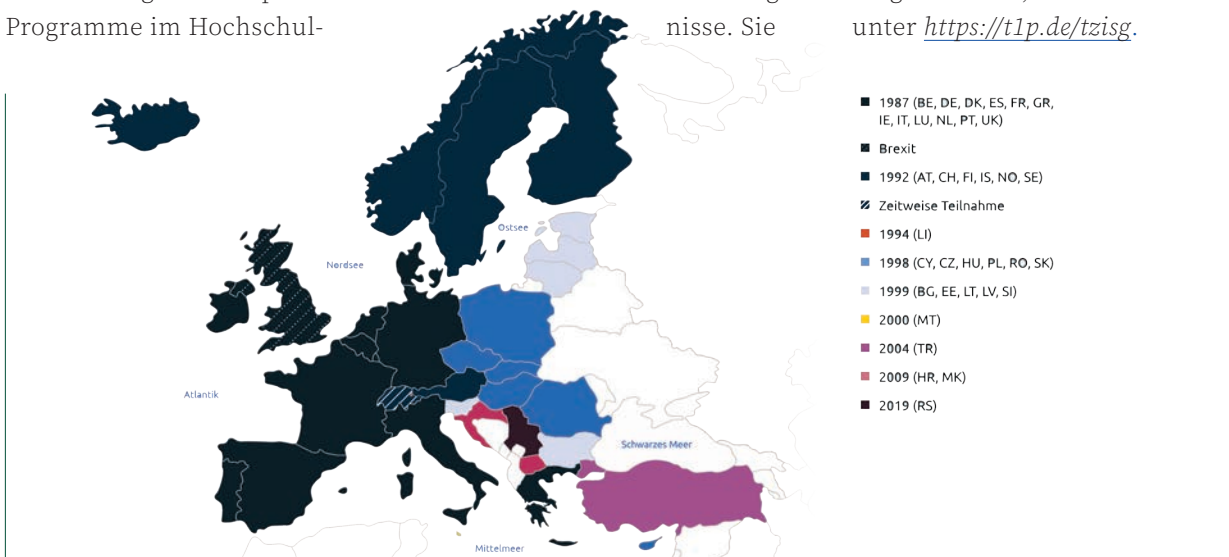 Programme im Hochschul-
nisse. Sie
unter https://t1p.de/tzisg.
1987 (BE, DE, DK, ES, FR, GR,
IE, IT, LU, NL, PT, UK)
Brexit
1992 (AT, CH, FI, IS, NO, SE)
Zeitweise Teilnahme
1994 (LI)
1998 (CY, CZ, HU, PL, RO, SK)
1999 (BG, EE, LT, LV, SI)
2000 (MT)
2004 (TR)
2009 (HR, MK)
2019 (RS)
Ostsee
Nordsee
Atlantik
Schwarzes Meer
Mittelmeer